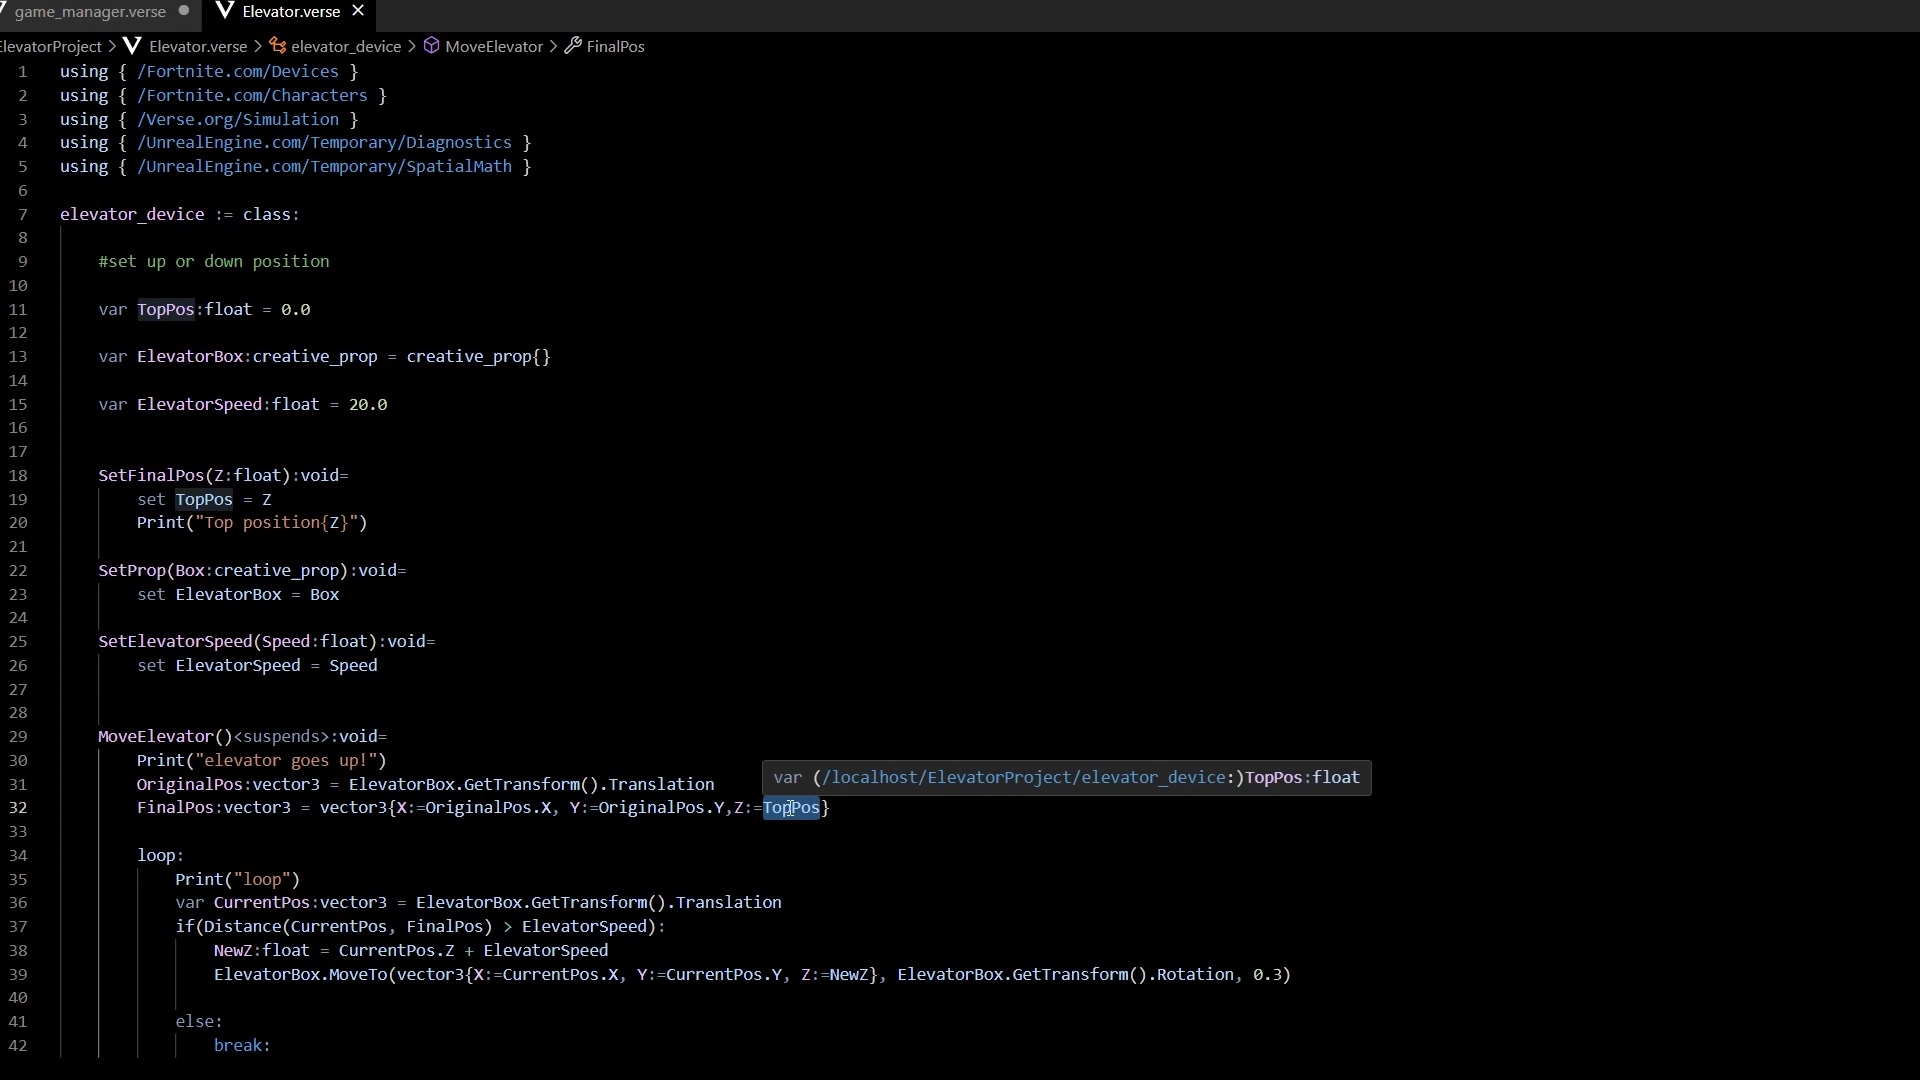 game_manager.verse Elevator.verse
ElevatorProject > Elevator.verse > elevator_device > MoveElevator > FinalPos
1 using { /Fortnite.com/Devices }
2 using { /Fortnite.com/Characters }
3 using { /Verse.org/Simulation }
4 using { /UnrealEngine.com/Temporary/Diagnostics }
5 using { /UnrealEngine.com/Temporary/SpatialMath }
6
7 elevator_device := class:
8
9 #set up or down position
10
11 var TopPos:float = 0.0
12
13 var ElevatorBox:creative_prop = creative_prop{}
14
15 var ElevatorSpeed:float = 20.0
16
17
18 SetFinalPos(Z:float):void=
19 set TopPos = Z
20 Print("Top position{Z}")
21
22 SetProp(Box:creative_prop):void=
23 set ElevatorBox = Box
24
25 SetElevatorSpeed(Speed:float):void=
26 set ElevatorSpeed = Speed
27
28
29 MoveElevator()<suspends>:void=
30 Print("elevator goes up!")
var (/localhost/ElevatorProject/elevator_device:)TopPos:float
31 OriginalPos:vector3 = ElevatorBox.GetTransform().Translation
32 FinalPos:vector3 = vector3{X:=OriginalPos.X, Y:=OriginalPos.Y,Z:=TopPos}
33
34 loop:
35 Print("loop")
36 var CurrentPos:vector3 = ElevatorBox.GetTransform().Translation
37 if(Distance(CurrentPos, FinalPos) > ElevatorSpeed):
38 NewZ:float = CurrentPos.Z + ElevatorSpeed
39 ElevatorBox.MoveTo(vector3{X:=CurrentPos.X, Y:=CurrentPos.Y, Z:=NewZ}, ElevatorBox.GetTransform().Rotation, 0.3)
40
41 else:
42 break: